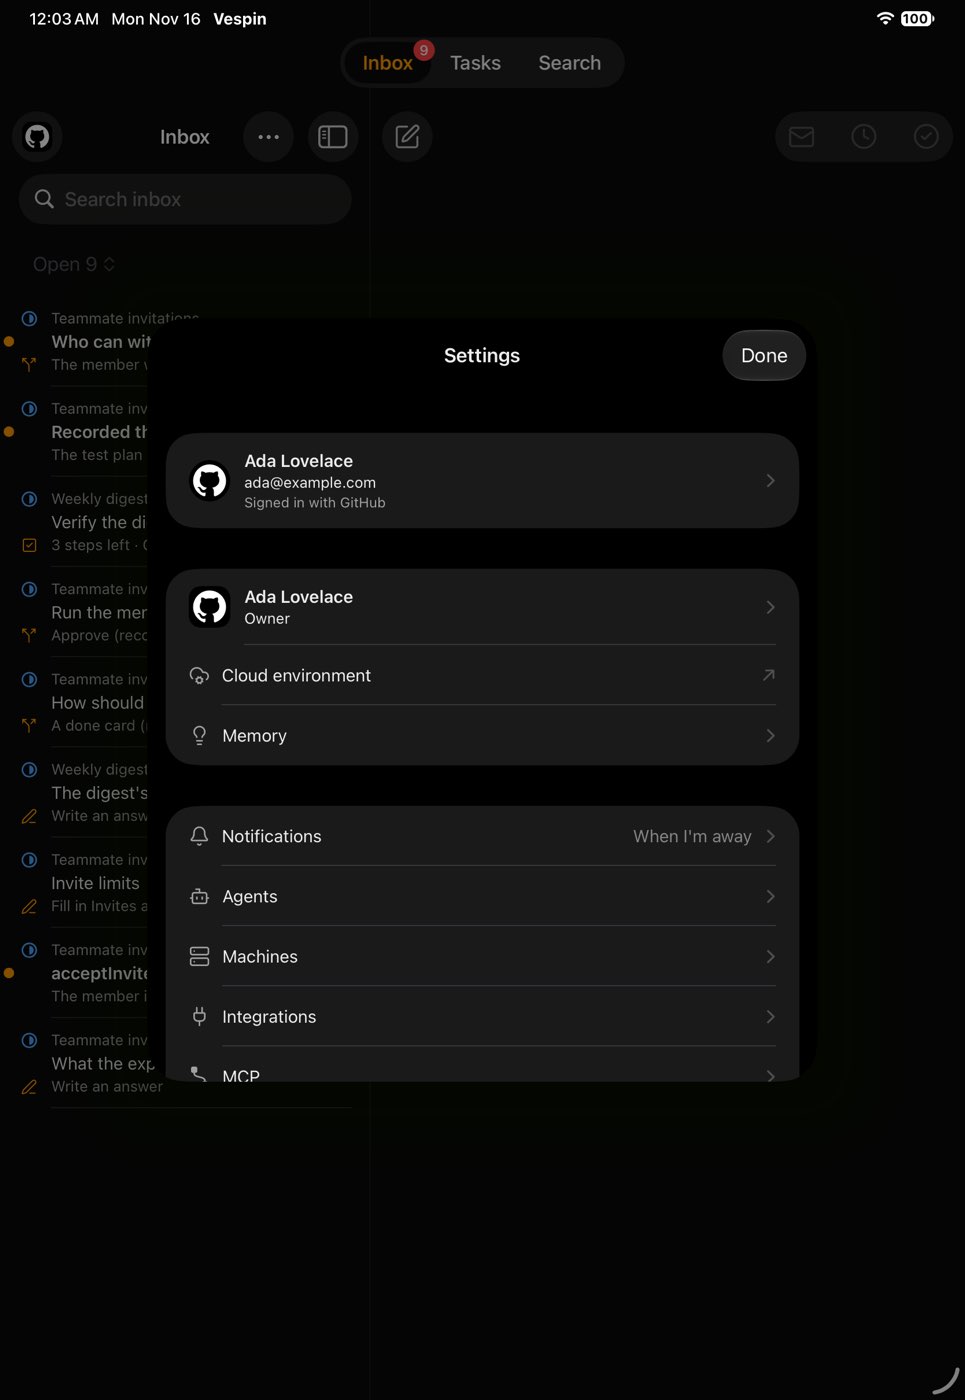 12:03 AM Mon Nov 16 Vespin
100
Inbox 9 Tasks Search
Inbox
Search inbox
Open 9
Teammate invitations
Who can wit
The member
Teammate inv
Recorded th
The test plan
Weekly digest
Verify the di
3 steps left ·
Teammate inv
Run the mer
Approve (reco
Teammate inv
How should
A done card (
Weekly digest
The digest's
Write an answ
Teammate inv
Invite limits
Fill in Invites a
Teammate inv
acceptInvite
The member i
Teammate inv
What the exp
Write an answer
Settings
Done
Ada Lovelace
ada@example.com
Signed in with GitHub
Ada Lovelace
Owner
Cloud environment
Memory
Notifications When I'm away
Agents
Machines
Integrations
MCP